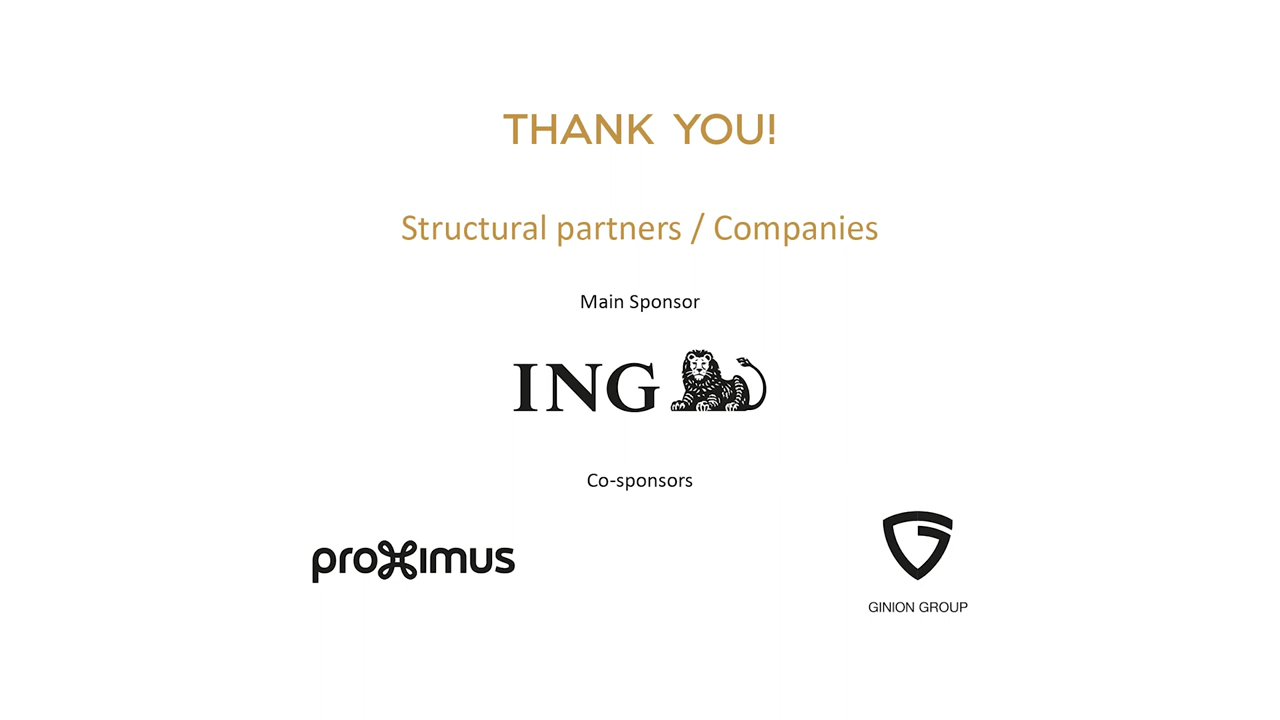 THANK YOU!
Structural partners / Companies
Main Sponsor
ING
Co-sponsors
proximus
GINION GROUP